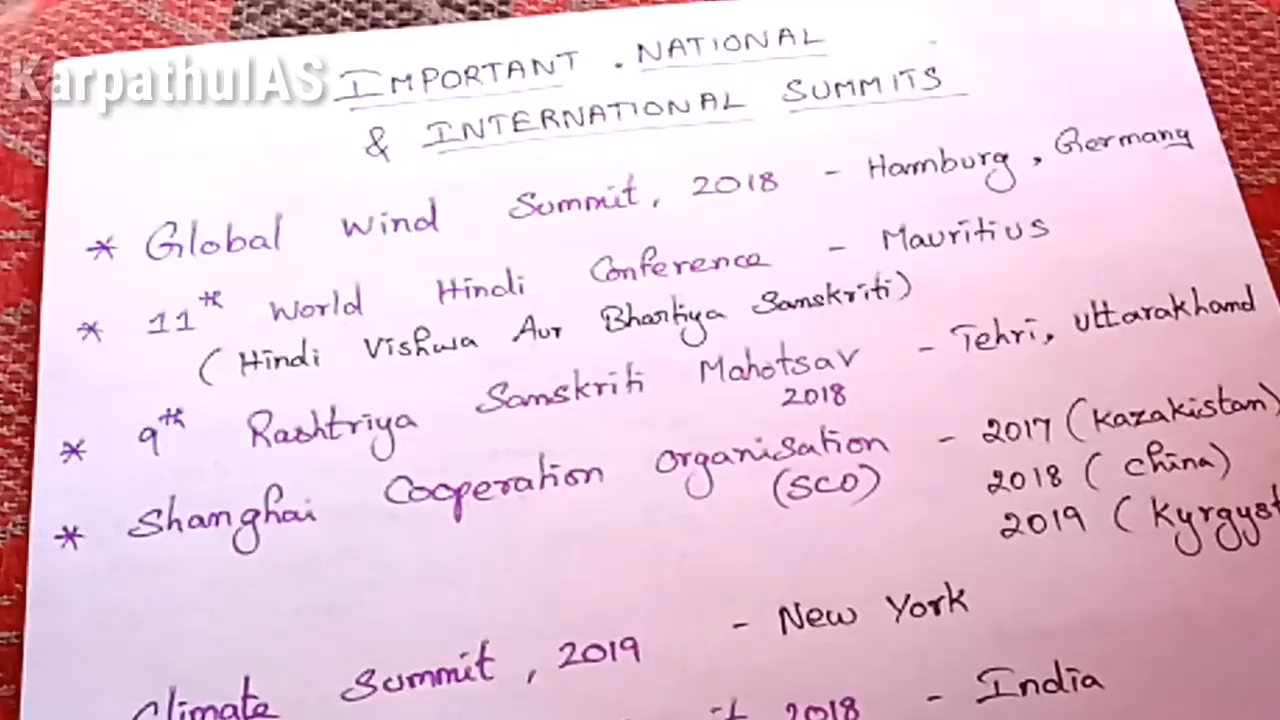 KarpathuIAS
IMPORTANT . NATIONAL
& INTERNATIONAL SUMMITS
* Global Wind Summit, 2018 - Hamburg, Germany
* 11th World Hindi Conference - Mauritius
(Hindi Vishwa Aur Bhartiya Sanskriti)
* 9th Rashtriya Sanskriti Mahotsav - Tehri, Uttarakhand
2018
* Shanghai Cooperation Organisation - 2017 (Kazakistan)
(SCO) 2018 (China)
2019 (Kyrgyst
Climate Summit, 2019 - New York
2018 - India